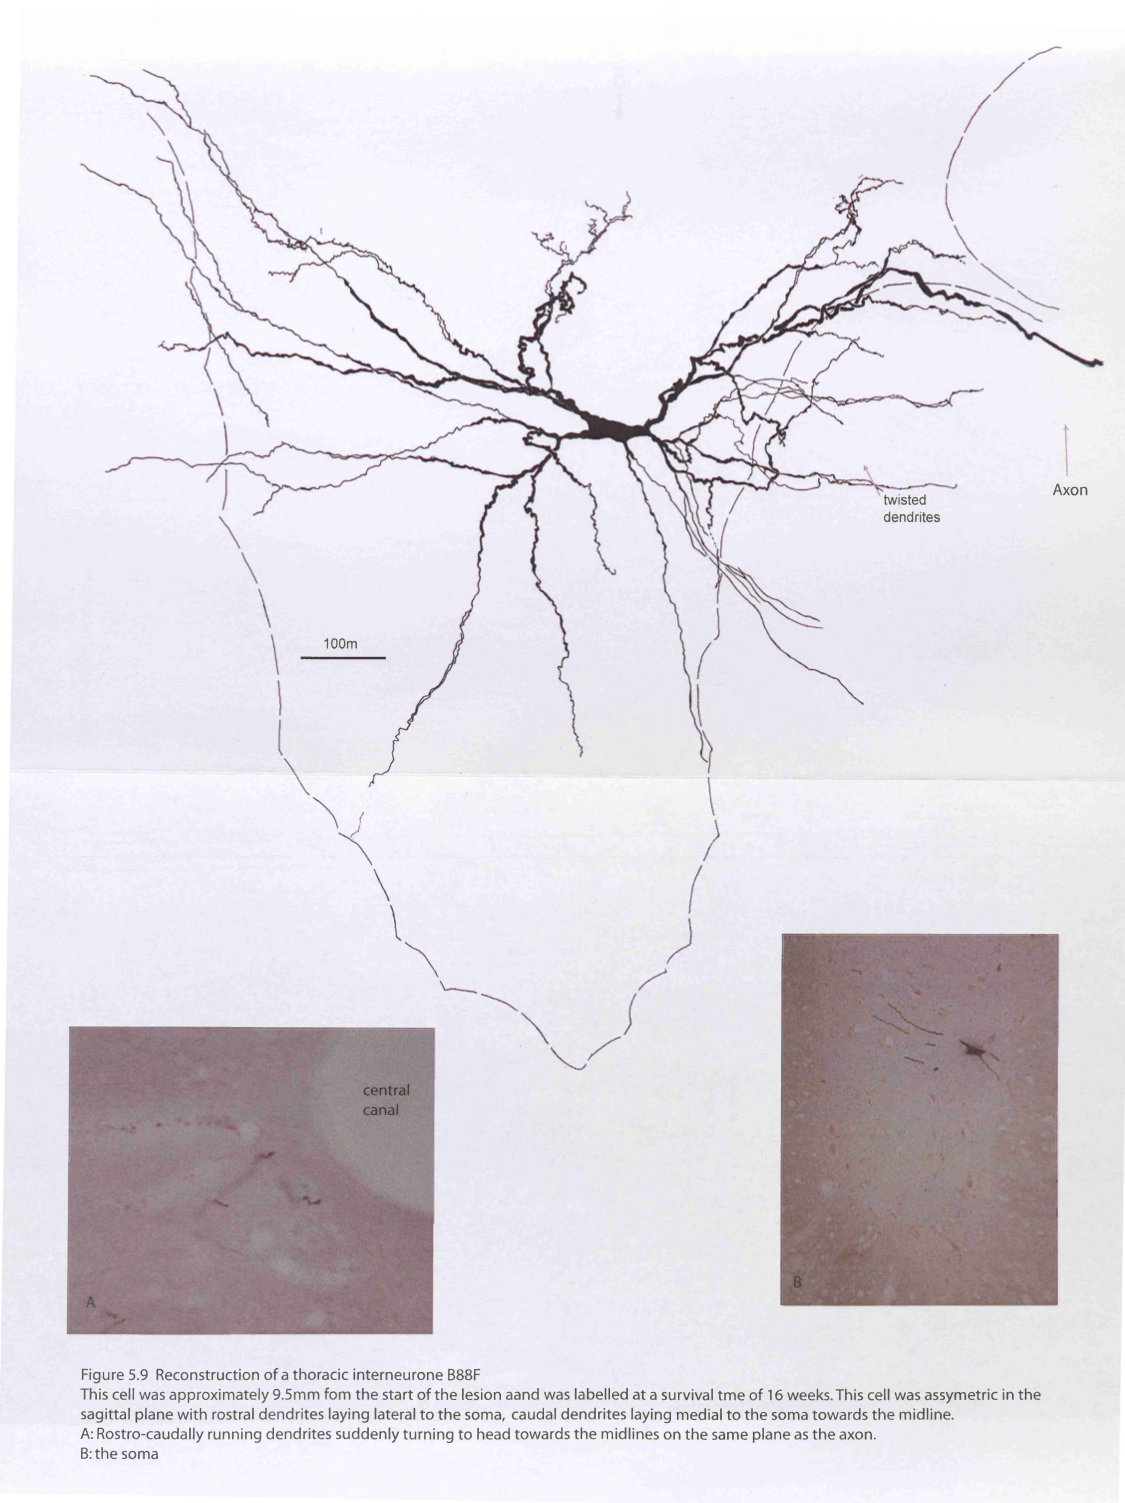 twisted
dendrites
Axon
100m
central
canal
A
B
Figure 5.9 Reconstruction of a thoracic interneurone B88F
This cell was approximately 9.5mm fom the start of the lesion aand was labelled at a survival tme of 16 weeks. This cell was assymetric in the
sagittal plane with rostral dendrites laying lateral to the soma, caudal dendrites laying medial to the soma towards the midline.
A: Rostro-caudally running dendrites suddenly turning to head towards the midlines on the same plane as the axon.
B: the soma